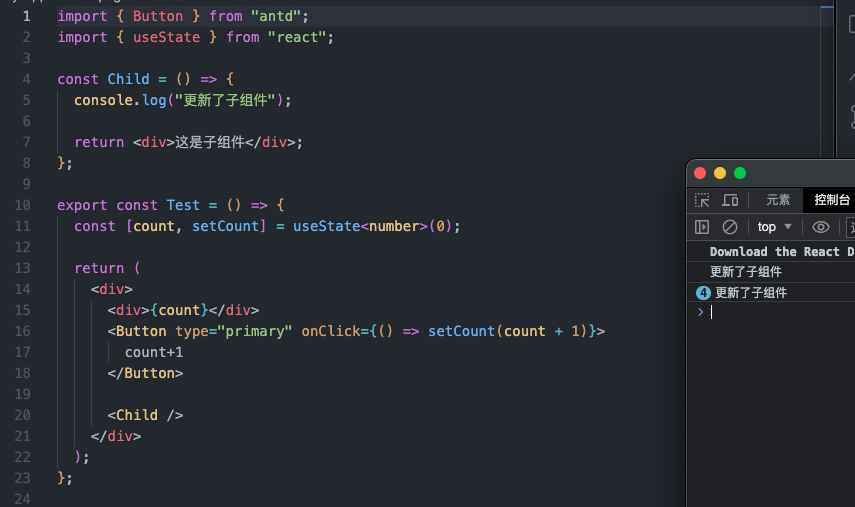 1 import { Button } from "antd";
2 import { useState } from "react";
3
4 const Child = () => {
5 console.log("更新了子组件");
6
7 return <div>这是子组件</div>;
8 };
9
10 export const Test = () => {
11 const [count, setCount] = useState<number>(0);
12
13 return (
14 <div>
15 <div>{count}</div>
16 <Button type="primary" onClick={() => setCount(count + 1)}>
17 count+1
18 </Button>
19
20 <Child />
21 </div>
22 );
23 };
24
元素 控制台
top
Download the React D
更新了子组件
4 更新了子组件
>